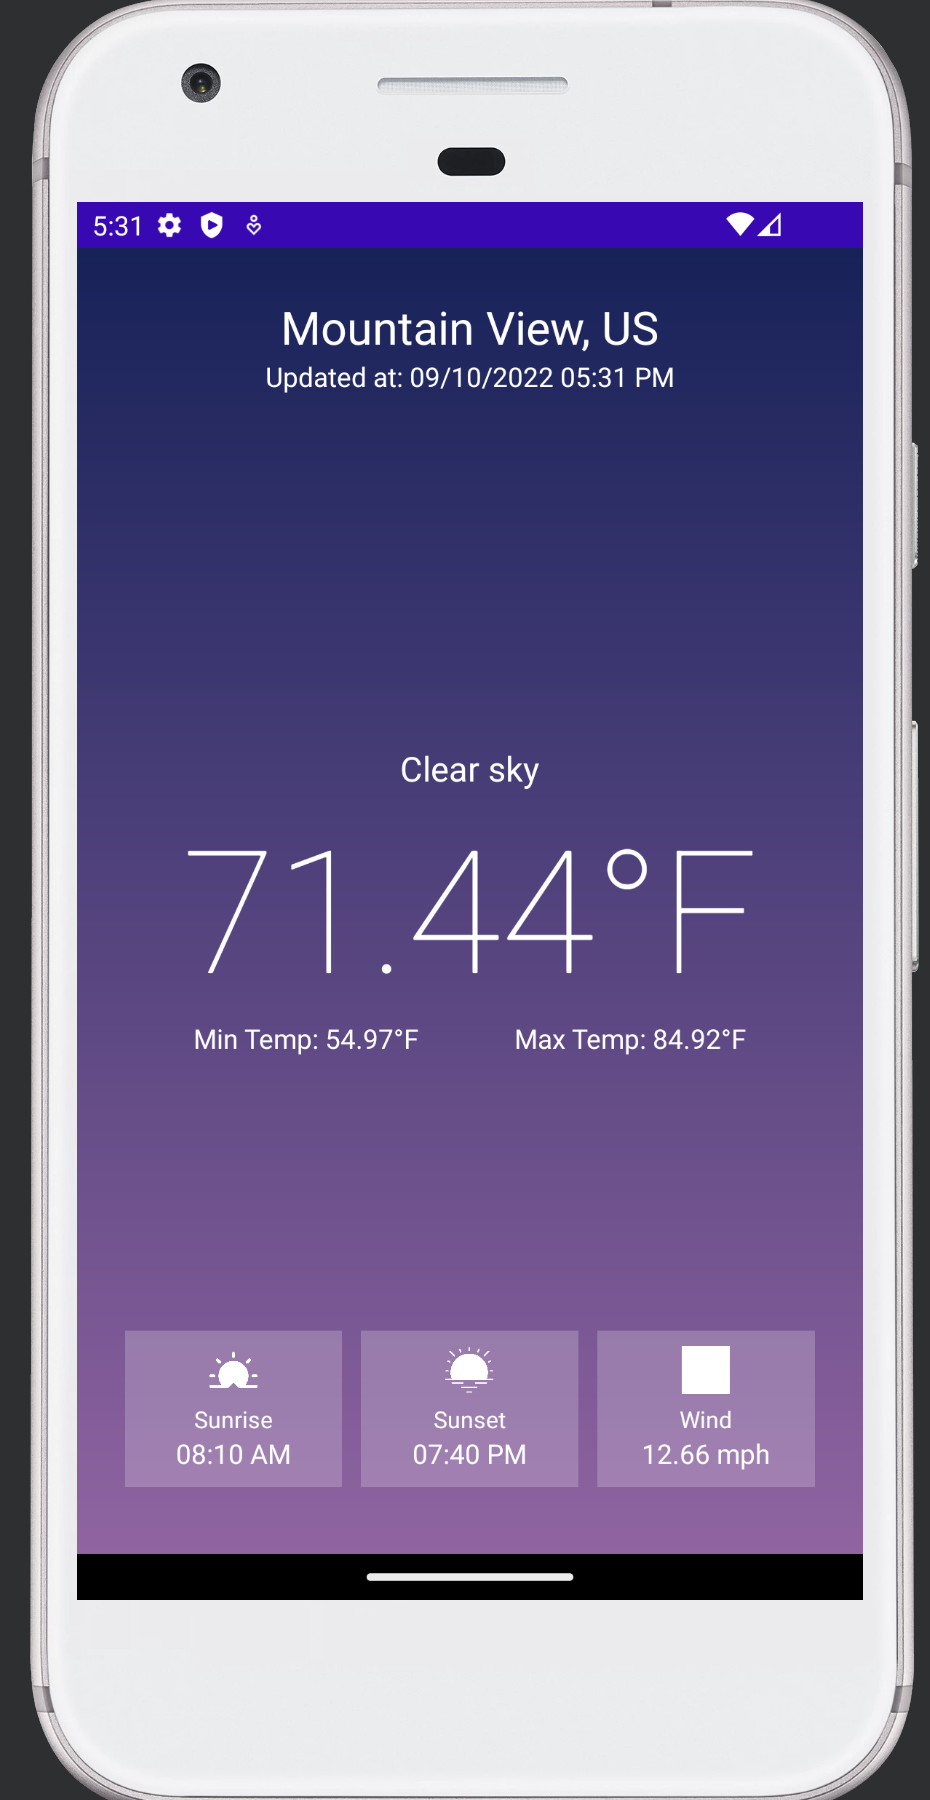 5:31
Mountain View, US
Updated at: 09/10/2022 05:31 PM
Clear sky
71.44°F
Min Temp: 54.97°F Max Temp: 84.92°F
Sunrise Sunset Wind
08:10 AM 07:40 PM 12.66 mph